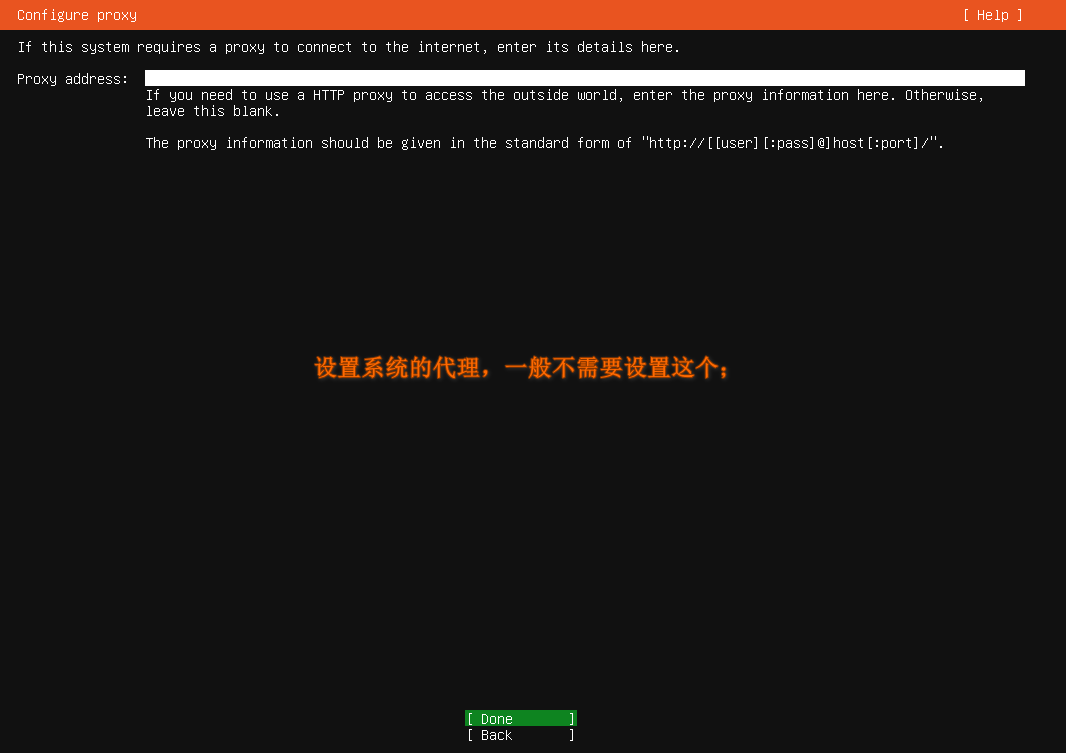 Configure proxy [ Help ]
If this system requires a proxy to connect to the internet, enter its details here.
Proxy address:
If you need to use a HTTP proxy to access the outside world, enter the proxy information here. Otherwise,
leave this blank.
The proxy information should be given in the standard form of "http://[[user][:pass]@]host[:port]/".
设置系统的代理，一般不需要设置这个；
[ Done ]
[ Back ]